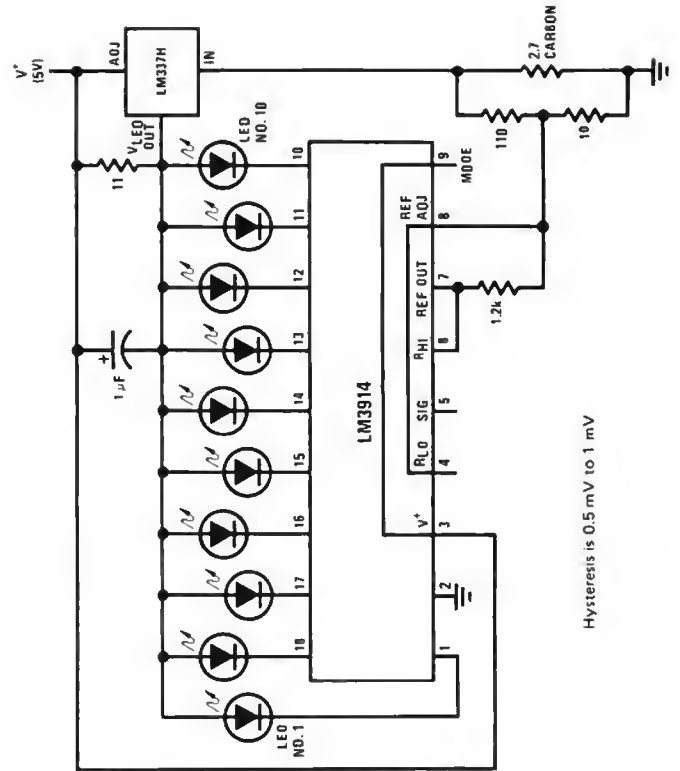 V+
(5V)
ADJ
LM337H
IN
VLED
OUT
11
1 μF
+
LED
NO. 10
LED
NO. 1
10
11
12
13
14
15
16
17
18
LM3914
1
2
V+
3
RLO
4
SIG
5
RHI
6
REF OUT
7
REF
ADJ
8
9
MODE
1.2k
110
10
2.7
CARBON
Hysteresis is 0.5 mV to 1 mV